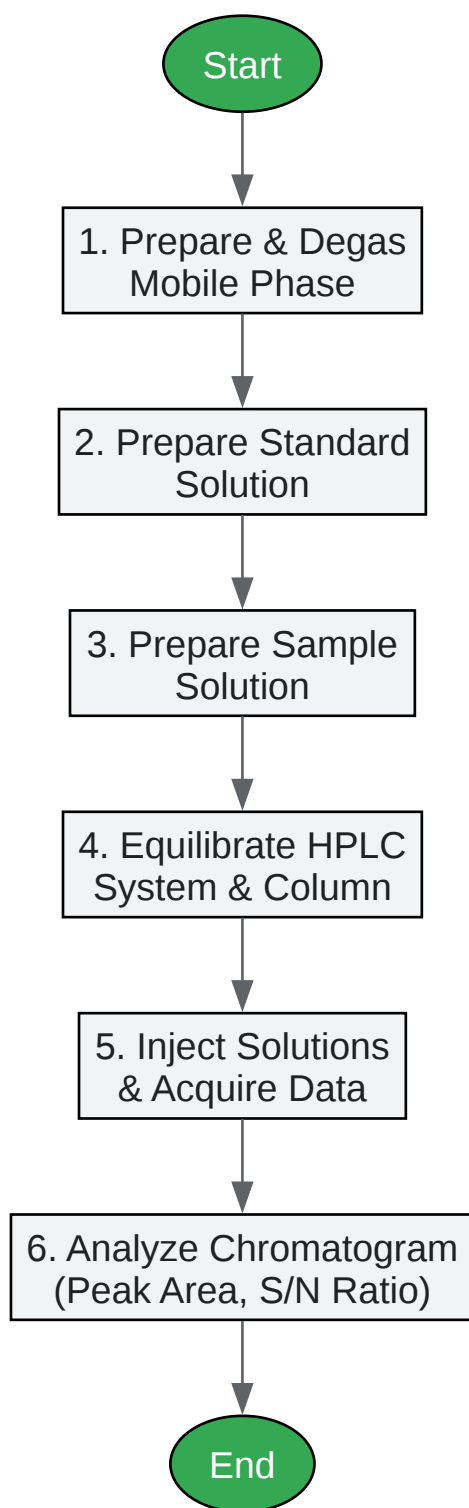 Start
1. Prepare & Degas
Mobile Phase
2. Prepare Standard
Solution
3. Prepare Sample
Solution
4. Equilibrate HPLC
System & Column
5. Inject Solutions
& Acquire Data
6. Analyze Chromatogram
(Peak Area, S/N Ratio)
End